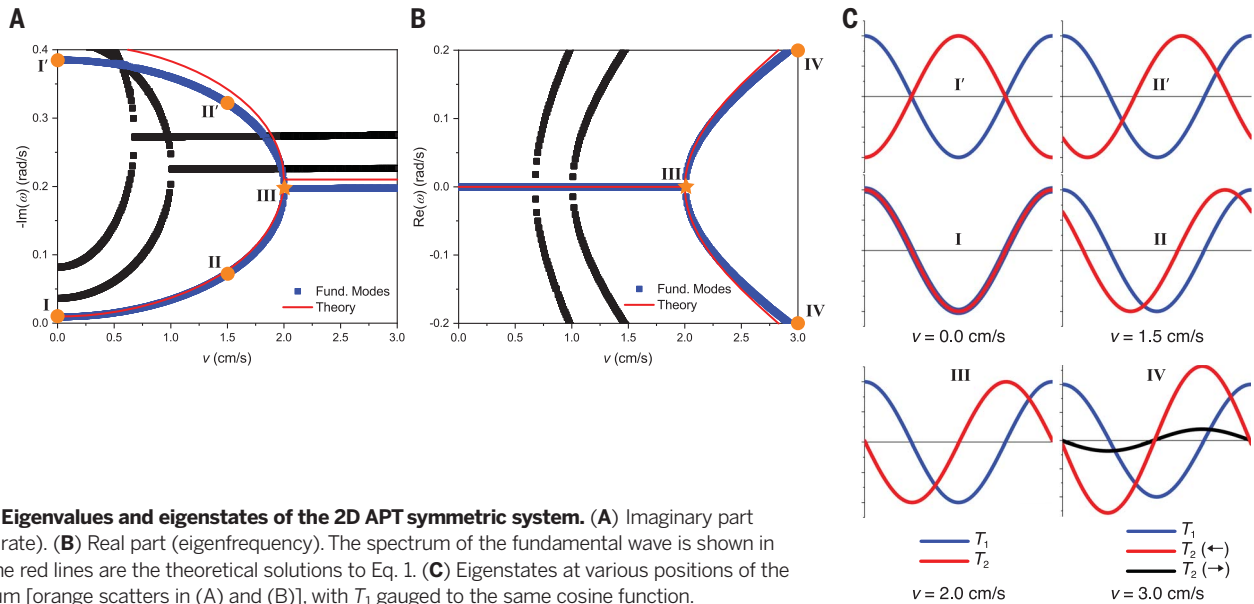 A
-Im(ω) (rad/s)
0.4
0.3
0.2
0.1
0.0
I′
II′
III
II
I
Fund. Modes
Theory
0.0 0.5 1.0 1.5 2.0 2.5 3.0
v (cm/s)
B
Re(ω) (rad/s)
0.2
0.1
0.0
-0.1
-0.2
IV
III
IV
Fund. Modes
Theory
0.0 0.5 1.0 1.5 2.0 2.5 3.0
v (cm/s)
C
I′
II′
I
II
v = 0.0 cm/s
v = 1.5 cm/s
III
IV
T1
T2
v = 2.0 cm/s
T1
T2 (←)
T2 (→)
v = 3.0 cm/s
Eigenvalues and eigenstates of the 2D APT symmetric system. (A) Imaginary part
rate). (B) Real part (eigenfrequency). The spectrum of the fundamental wave is shown in
ne red lines are the theoretical solutions to Eq. 1. (C) Eigenstates at various positions of the
um [orange scatters in (A) and (B)], with T1 gauged to the same cosine function.